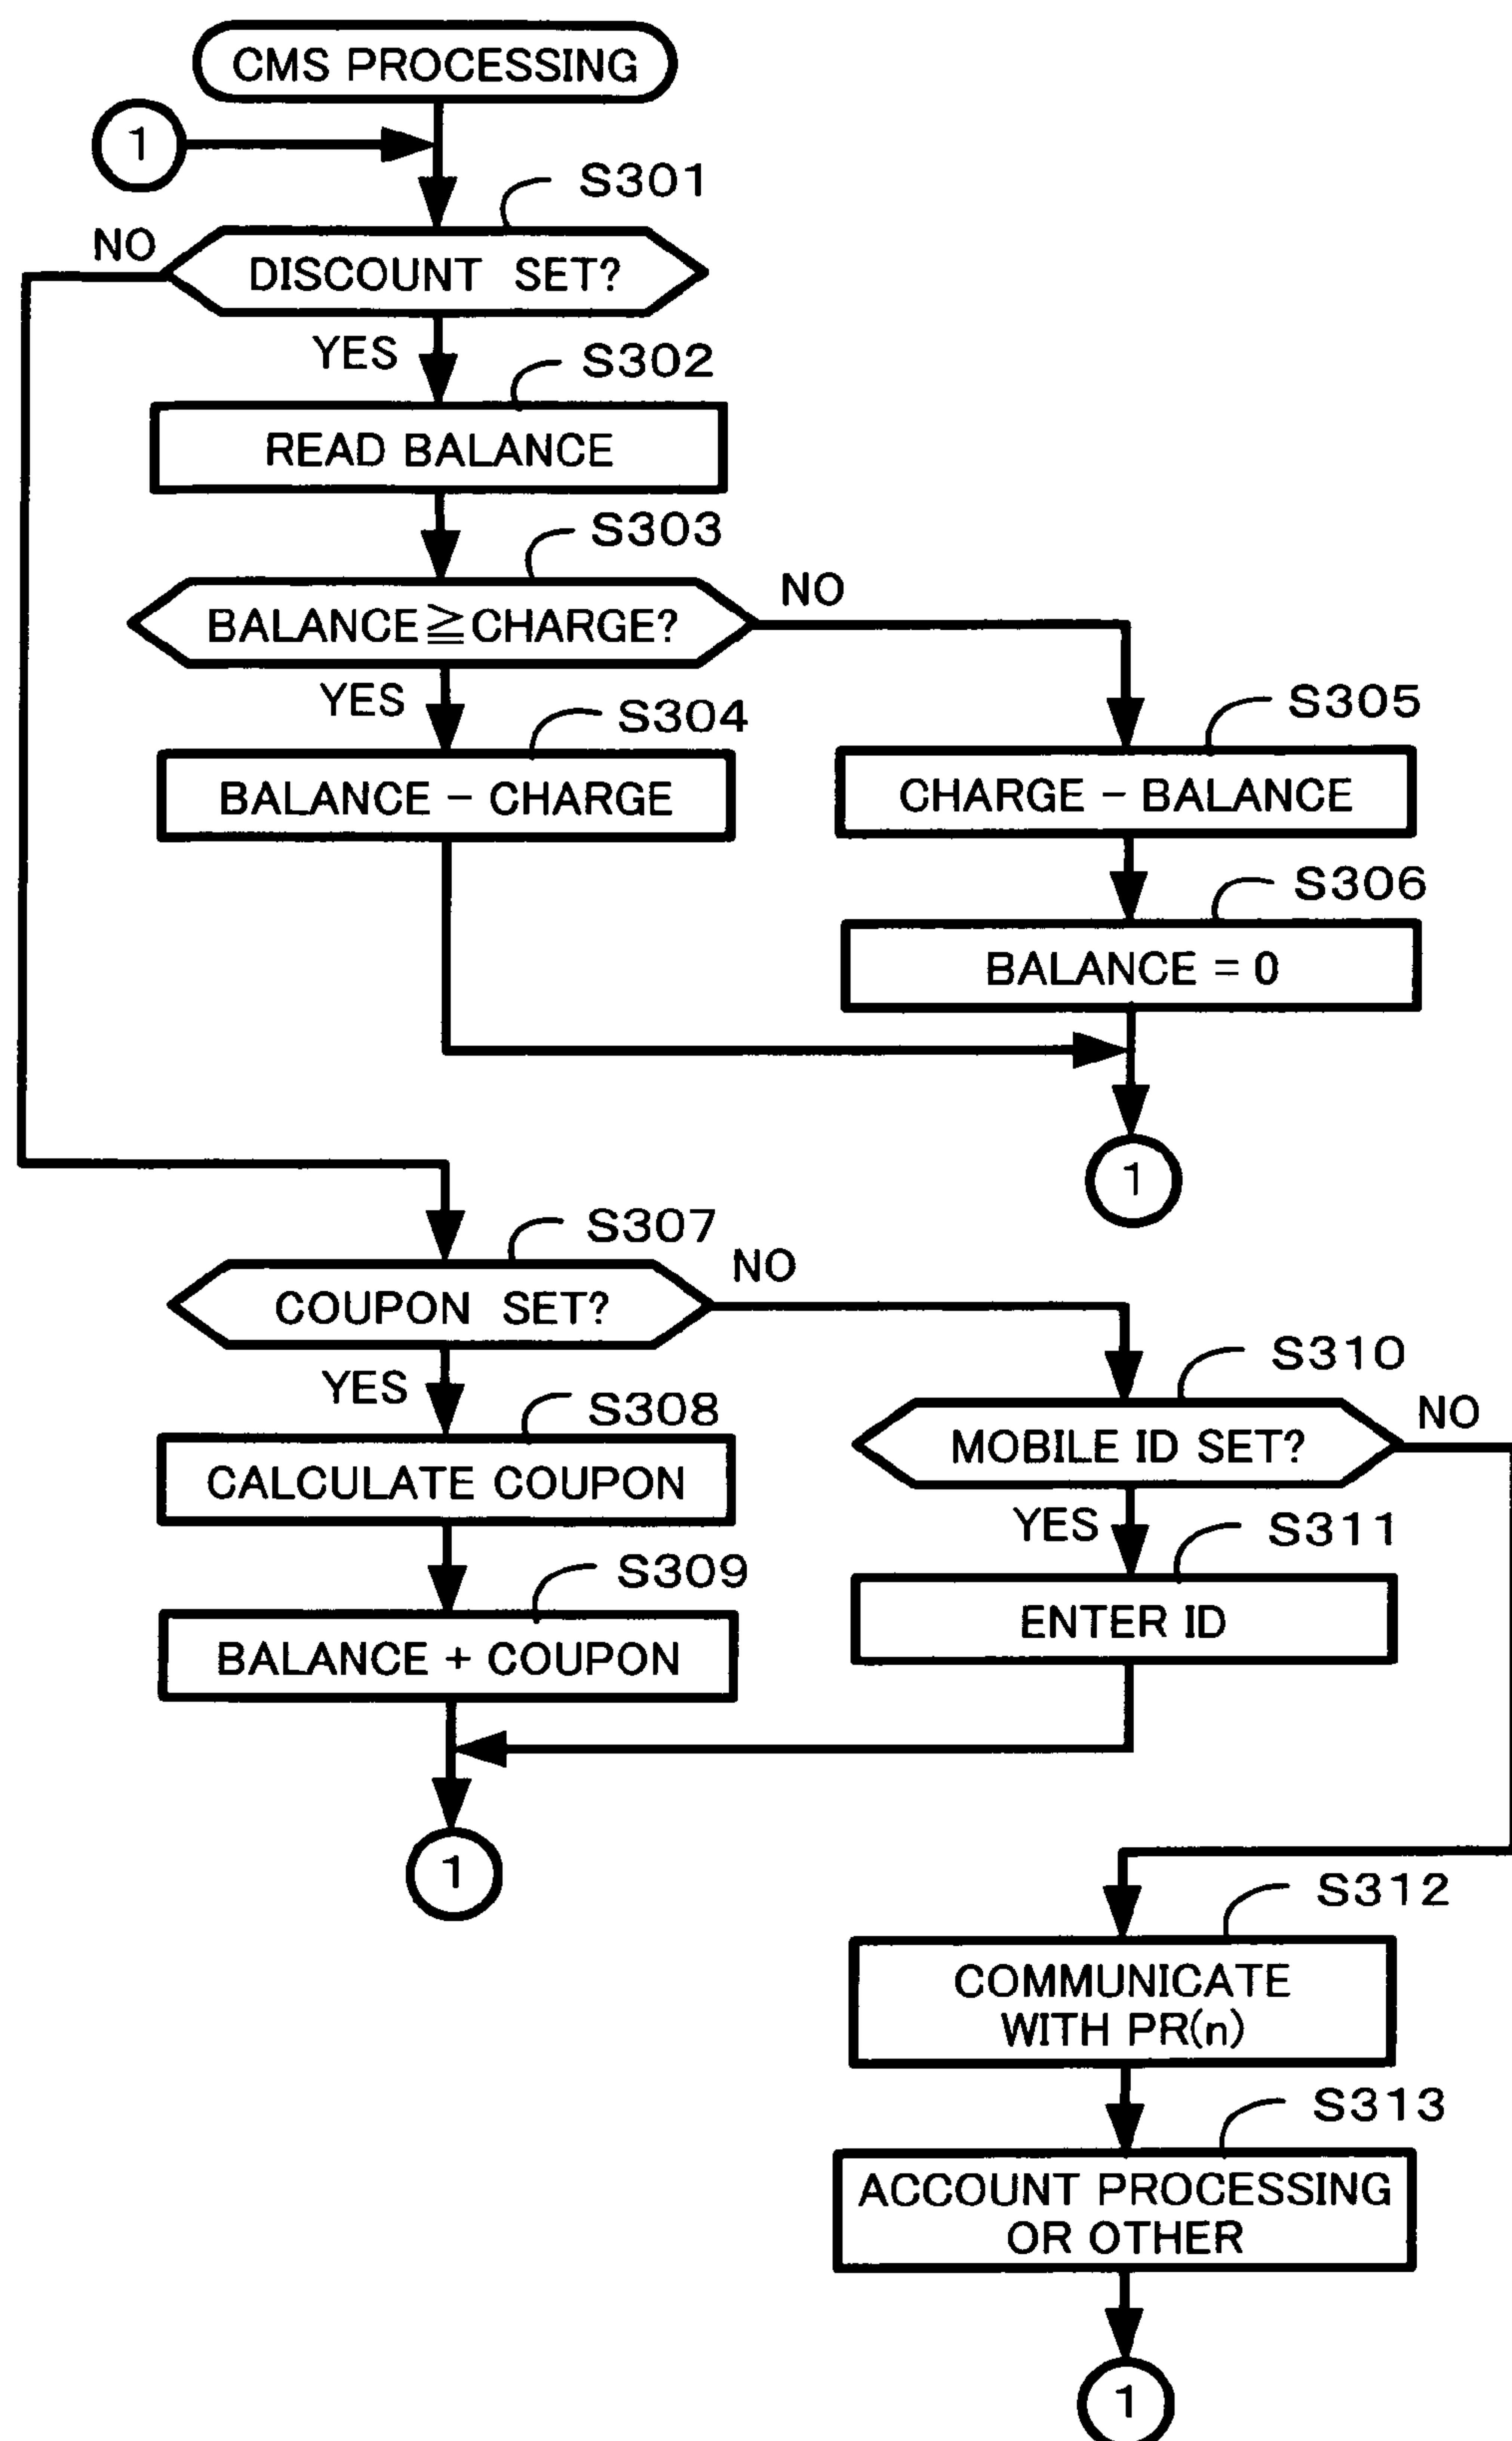 CMS PROCESSING
1
S301
NO
DISCOUNT SET?
YES
S302
READ BALANCE
S303
NO
BALANCE≧CHARGE?
YES
S304
S305
BALANCE − CHARGE
CHARGE − BALANCE
S306
BALANCE = 0
1
S307
NO
COUPON SET?
S310
YES
S308
NO
MOBILE ID SET?
CALCULATE COUPON
YES
S311
S309
ENTER ID
BALANCE + COUPON
1
S312
COMMUNICATE
WITH PR(n)
S313
ACCOUNT PROCESSING
OR OTHER
1